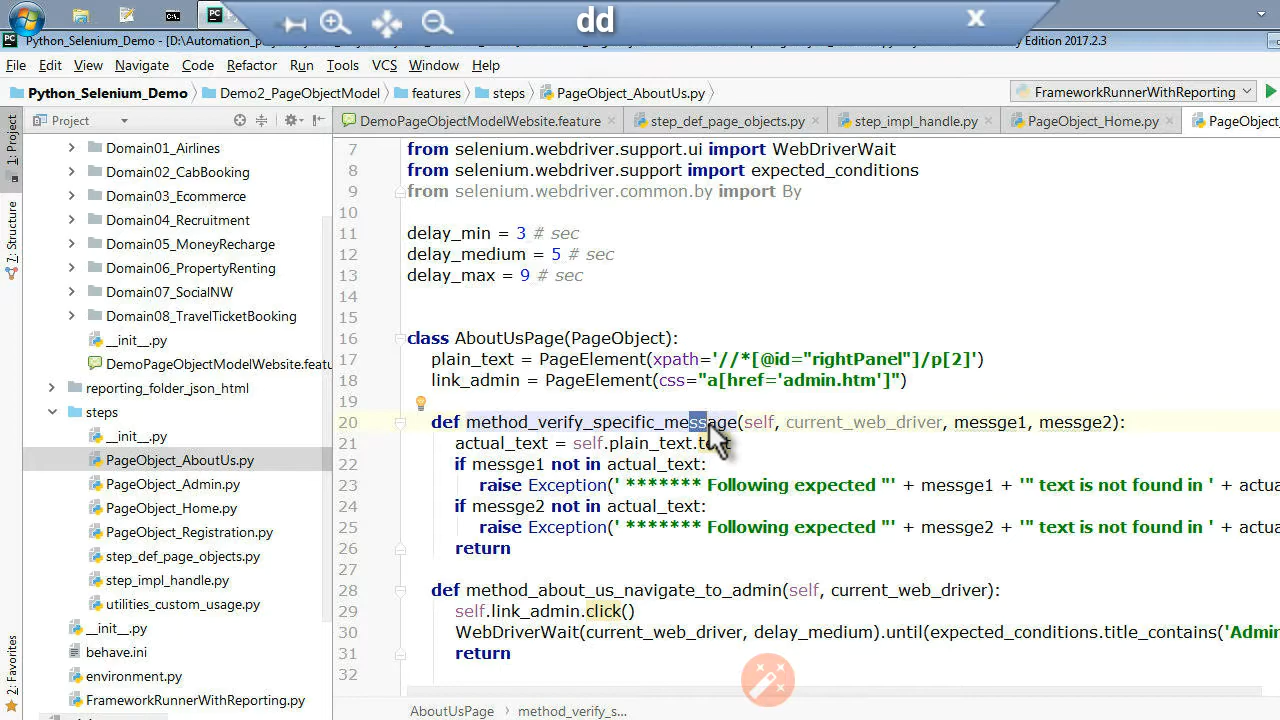 dd
Python_Selenium_Demo - [D:\Automation_
Edition 2017.2.3
File Edit View Navigate Code Refactor Run Tools VCS Window Help
Python_Selenium_Demo Demo2_PageObjectModel features steps PageObject_AboutUs.py FrameworkRunnerWithReporting
Project
DemoPageObjectModelWebsite.feature step_def_page_objects.py step_impl_handle.py PageObject_Home.py PageObject
1: Project
7: Structure
2: Favorites
Domain01_Airlines
Domain02_CabBooking
Domain03_Ecommerce
Domain04_Recruitment
Domain05_MoneyRecharge
Domain06_PropertyRenting
Domain07_SocialNW
Domain08_TravelTicketBooking
__init__.py
DemoPageObjectModelWebsite.featu
reporting_folder_json_html
steps
__init__.py
PageObject_AboutUs.py
PageObject_Admin.py
PageObject_Home.py
PageObject_Registration.py
step_def_page_objects.py
step_impl_handle.py
utilities_custom_usage.py
__init__.py
behave.ini
environment.py
FrameworkRunnerWithReporting.py
7 from selenium.webdriver.support.ui import WebDriverWait
8 from selenium.webdriver.support import expected_conditions
9 from selenium.webdriver.common.by import By
10
11 delay_min = 3 # sec
12 delay_medium = 5 # sec
13 delay_max = 9 # sec
14
15
16 class AboutUsPage(PageObject):
17 plain_text = PageElement(xpath='//*[@id="rightPanel"]/p[2]')
18 link_admin = PageElement(css="a[href='admin.htm']")
19
20 def method_verify_specific_message(self, current_web_driver, messge1, messge2):
21 actual_text = self.plain_text.text
22 if messge1 not in actual_text:
23 raise Exception(' ******* Following expected "' + messge1 + '" text is not found in ' + actua
24 if messge2 not in actual_text:
25 raise Exception(' ******* Following expected "' + messge2 + '" text is not found in ' + actua
26 return
27
28 def method_about_us_navigate_to_admin(self, current_web_driver):
29 self.link_admin.click()
30 WebDriverWait(current_web_driver, delay_medium).until(expected_conditions.title_contains('Admin
31 return
32
AboutUsPage method_verify_s...